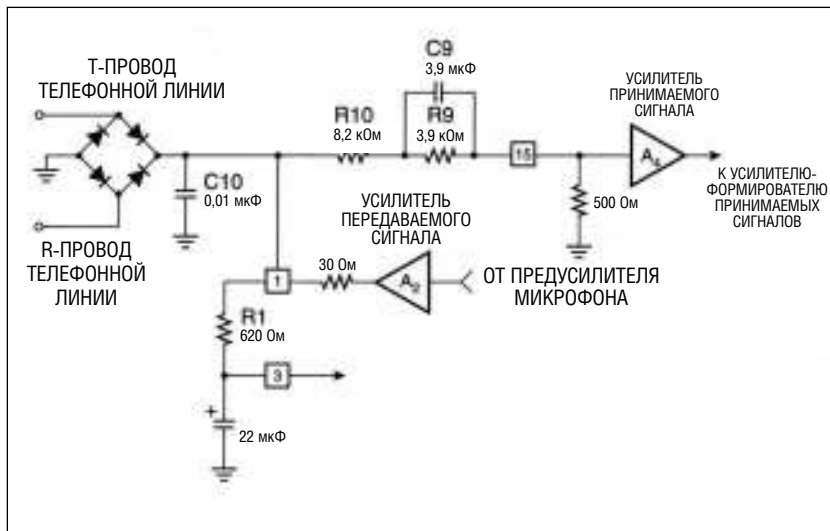 Т-ПРОВОД
ТЕЛЕФОННОЙ ЛИНИИ
C9
3,9 мкФ
R10
8,2 кОм
R9
3,9 кОм
15
УСИЛИТЕЛЬ
ПРИНИМАЕМОГО
СИГНАЛА
A4
К УСИЛИТЕЛЮ-
ФОРМИРОВАТЕЛЮ
ПРИНИМАЕМЫХ
СИГНАЛОВ
500 Ом
C10
0,01 мкФ
УСИЛИТЕЛЬ
ПЕРЕДАВАЕМОГО
СИГНАЛА
R-ПРОВОД
ТЕЛЕФОННОЙ
ЛИНИИ
1
30 Ом
A2
ОТ ПРЕДУСИЛИТЕЛЯ
МИКРОФОНА
R1
620 Ом
3
+
22 мкФ